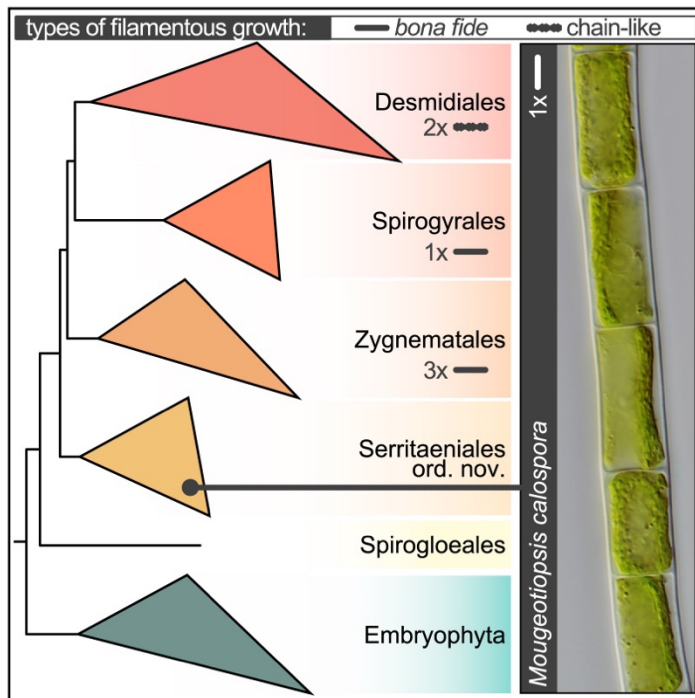 types of filamentous growth: bona fide chain-like
Desmidiales
2x
Spirogyrales
1x
Zygnematales
3x
Serritaeniales
ord. nov.
Spirogloeales
Embryophyta
1x
Mougeotiopsis calospora